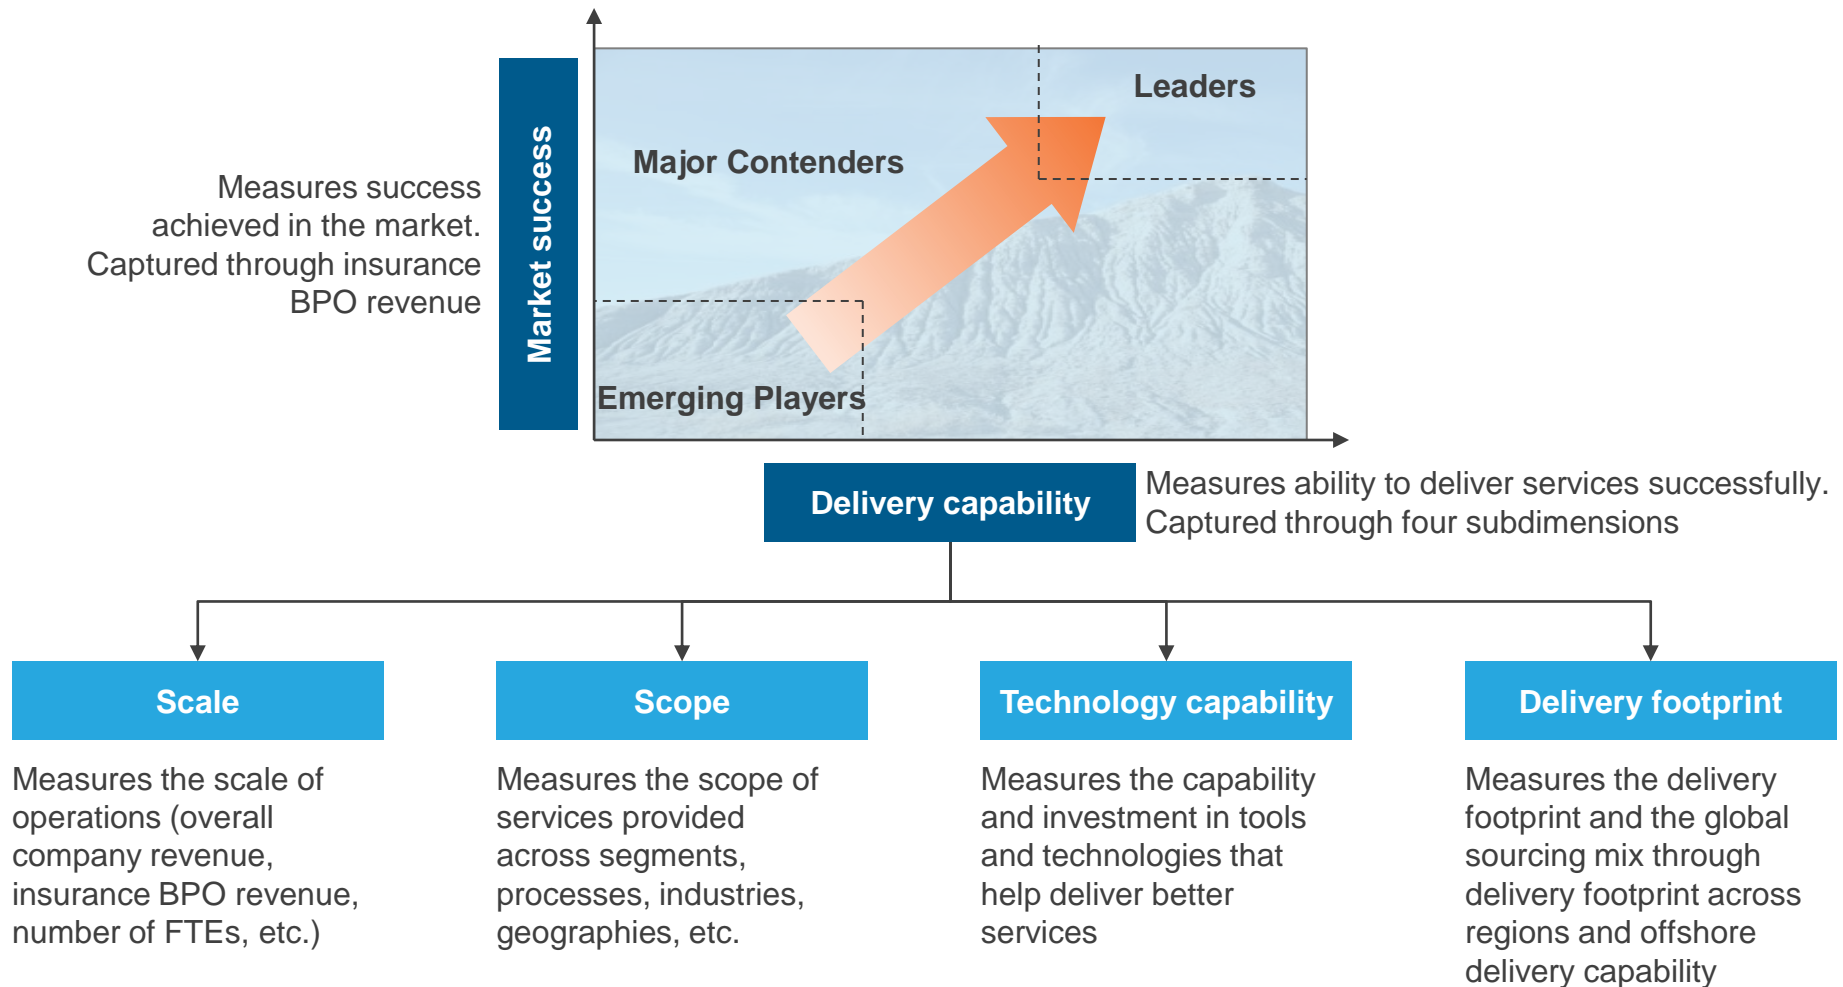 Leaders
Major Contenders
Emerging Players
Market success
Measures success
achieved in the market.
Captured through insurance
BPO revenue
Delivery capability
Measures ability to deliver services successfully.
Captured through four subdimensions
Scale
Measures the scale of
operations (overall
company revenue,
insurance BPO revenue,
number of FTEs, etc.)
Scope
Measures the scope of
services provided
across segments,
processes, industries,
geographies, etc.
Technology capability
Measures the capability
and investment in tools
and technologies that
help deliver better
services
Delivery footprint
Measures the delivery
footprint and the global
sourcing mix through
delivery footprint across
regions and offshore
delivery capability